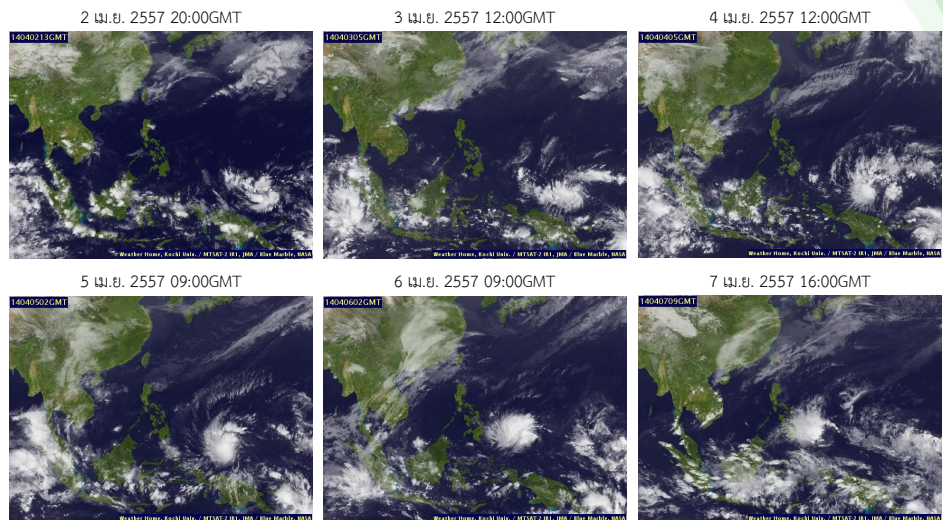 2 เม.ย. 2557 20:00GMT
3 เม.ย. 2557 12:00GMT
4 เม.ย. 2557 12:00GMT
14040213GMT
14040305GMT
14040405GMT
Weather Home, Kochi Univ. / MTSAT-2 IR1, JMA / Blue Marble, NASA
Weather Home, Kochi Univ. / MTSAT-2 IR1, JMA / Blue Marble, NASA
Weather Home, Kochi Univ. / MTSAT-2 IR1, JMA / Blue Marble, NASA
5 เม.ย. 2557 09:00GMT
6 เม.ย. 2557 09:00GMT
7 เม.ย. 2557 16:00GMT
14040502GMT
14040602GMT
14040709GMT
Weather Home, Kochi Univ. / MTSAT-2 IR1, JMA / Blue Marble, NASA
Weather Home, Kochi Univ. / MTSAT-2 IR1, JMA / Blue Marble, NASA
Weather Home, Kochi Univ. / MTSAT-2 IR1, JMA / Blue Marble, NASA